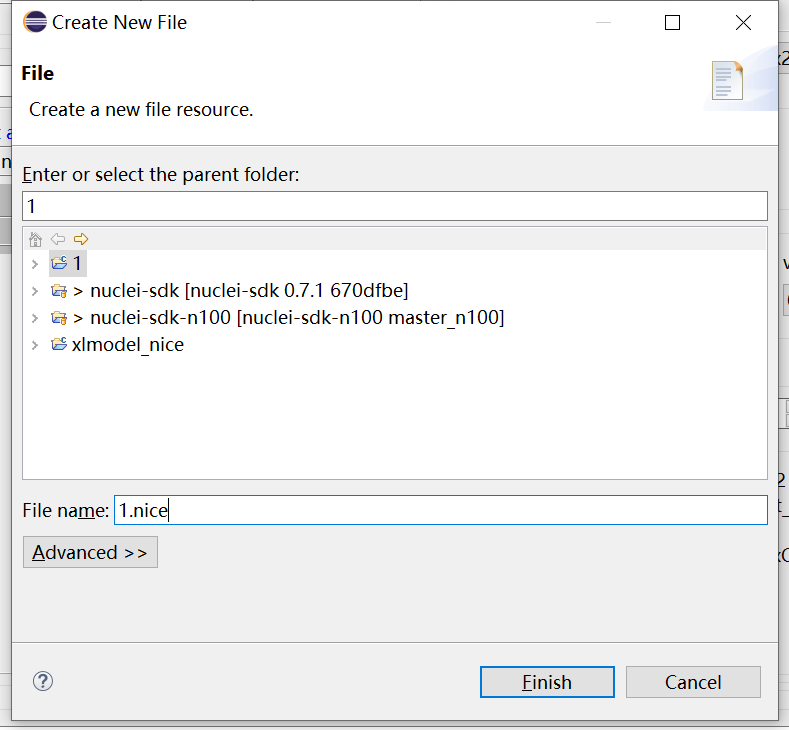 Create New File
File
Create a new file resource.
Enter or select the parent folder:
1
1
> nuclei-sdk [nuclei-sdk 0.7.1 670dfbe]
> nuclei-sdk-n100 [nuclei-sdk-n100 master_n100]
xlmodel_nice
File name: 1.nice
Advanced >>
Finish Cancel